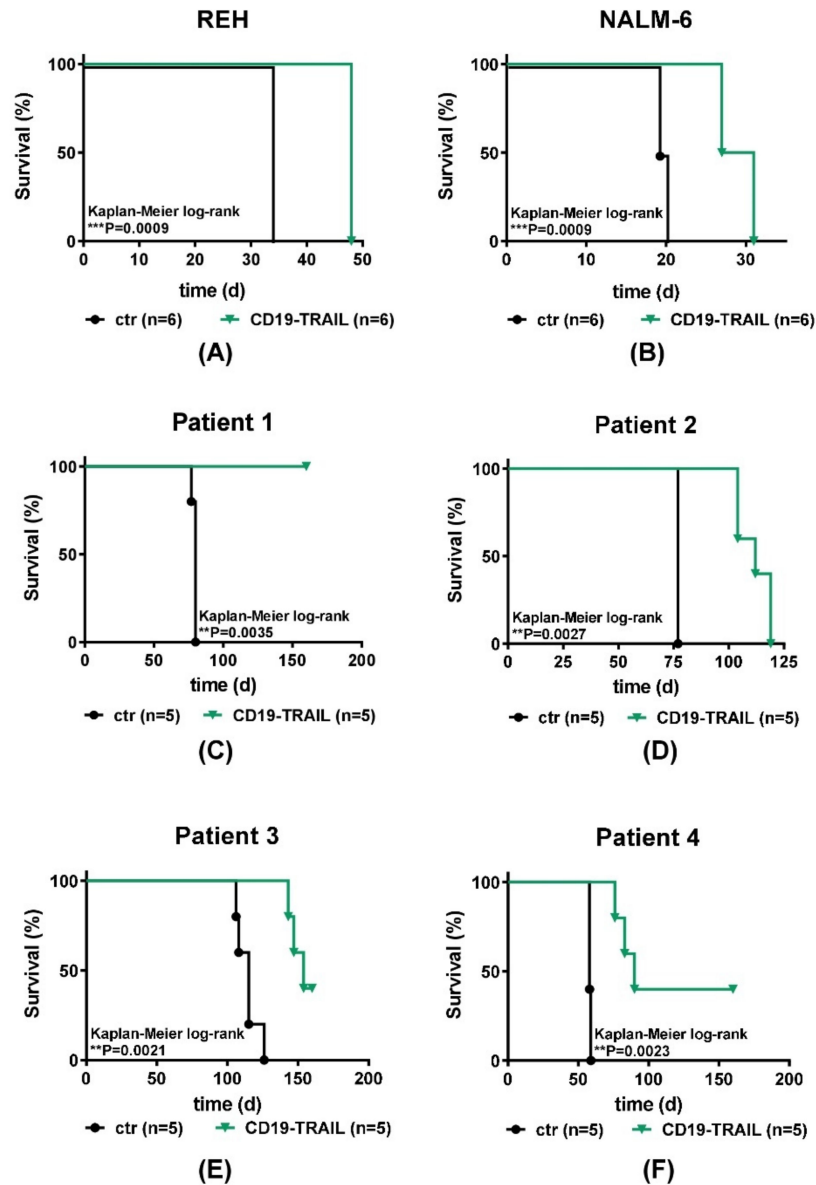 REH
Survival (%)
100
50
0
Kaplan-Meier log-rank
***P=0.0009
0 10 20 30 40 50
time (d)
ctr (n=6) CD19-TRAIL (n=6)
(A)
NALM-6
Survival (%)
100
50
0
Kaplan-Meier log-rank
***P=0.0009
0 10 20 30
time (d)
ctr (n=6) CD19-TRAIL (n=6)
(B)
Patient 1
Survival (%)
100
50
0
Kaplan-Meier log-rank
**P=0.0035
0 50 100 150 200
time (d)
ctr (n=5) CD19-TRAIL (n=5)
(C)
Patient 2
Survival (%)
100
50
0
Kaplan-Meier log-rank
**P=0.0027
0 25 50 75 100 125
time (d)
ctr (n=5) CD19-TRAIL (n=5)
(D)
Patient 3
Survival (%)
100
50
0
Kaplan-Meier log-rank
**P=0.0021
0 50 100 150 200
time (d)
ctr (n=5) CD19-TRAIL (n=5)
(E)
Patient 4
Survival (%)
100
50
0
Kaplan-Meier log-rank
**P=0.0023
0 50 100 150 200
time (d)
ctr (n=5) CD19-TRAIL (n=5)
(F)